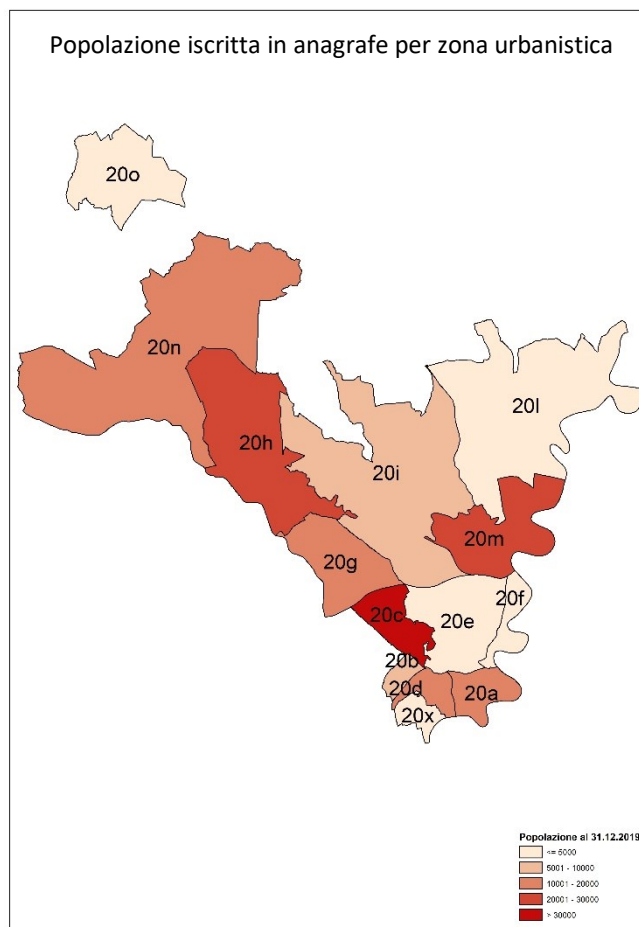 Popolazione iscritta in anagrafe per zona urbanistica
20o
20n
20l
20h
20i
20m
20g
20f
20c
20e
20b
20d
20a
20x
Popolazione al 31.12.2019
<= 5000
5001 - 10000
10001 - 20000
20001 - 30000
> 30000